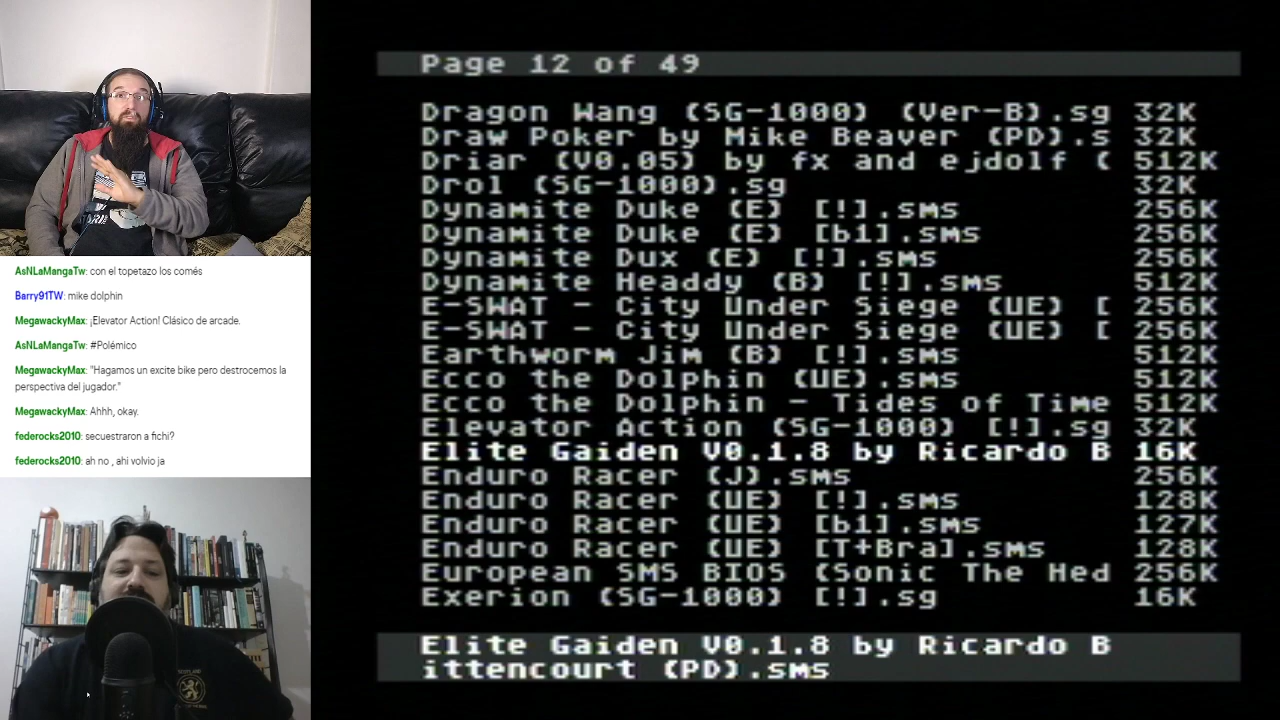 Page 12 of 49
Dragon Wang (SG-1000) (Ver-B).sg 32K
Draw Poker by Mike Beaver (PD).s 32K
Driar (V0.05) by fx and ejdolf ( 512K
Drol (SG-1000).sg 32K
Dynamite Duke (E) [!].sms 256K
Dynamite Duke (E) [b1].sms 256K
Dynamite Dux (E) [!].sms 256K
Dynamite Headdy (B) [!].sms 512K
E-SWAT - City Under Siege (UE) [ 256K
E-SWAT - City Under Siege (UE) [ 256K
Earthworm Jim (B) [!].sms 512K
Ecco the Dolphin (UE).sms 512K
Ecco the Dolphin - Tides of Time 512K
Elevator Action (SG-1000) [!].sg 32K
Elite Gaiden V0.1.8 by Ricardo B 16K
Enduro Racer (J).sms 256K
Enduro Racer (UE) [!].sms 128K
Enduro Racer (UE) [b1].sms 127K
Enduro Racer (UE) [T+Bra].sms 128K
European SMS BIOS (Sonic The Hed 256K
Exerion (SG-1000) [!].sg 16K
Elite Gaiden V0.1.8 by Ricardo B
ittencourt (PD).sms
AsNLaMangaTw: con el topetazo los comés
Barry91TW: mike dolphin
MegawackyMax: ¡Elevator Action! Clásico de arcade.
AsNLaMangaTw: #Polémico
MegawackyMax: "Hagamos un excite bike pero destrocemos la
perspectiva del jugador."
MegawackyMax: Ahhh, okay.
federocks2010: secuestraron a fichi?
federocks2010: ah no , ahi volvio ja